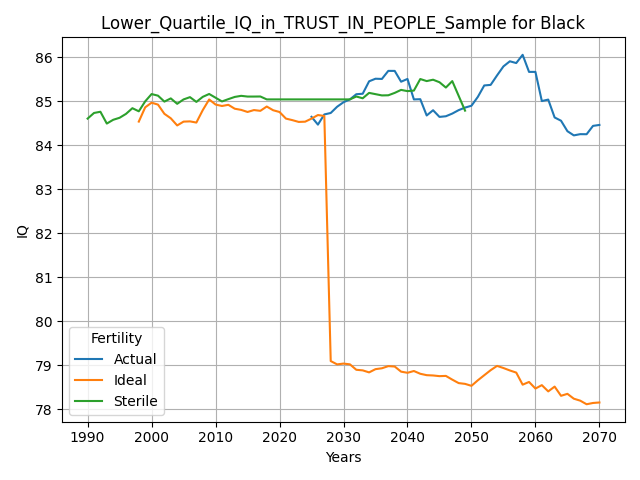 Lower_Quartile_IQ_in_TRUST_IN_PEOPLE_Sample for Black
86
85
84
83
82
81
80
79
78
IQ
Fertility
Actual
Ideal
Sterile
1990 2000 2010 2020 2030 2040 2050 2060 2070
Years